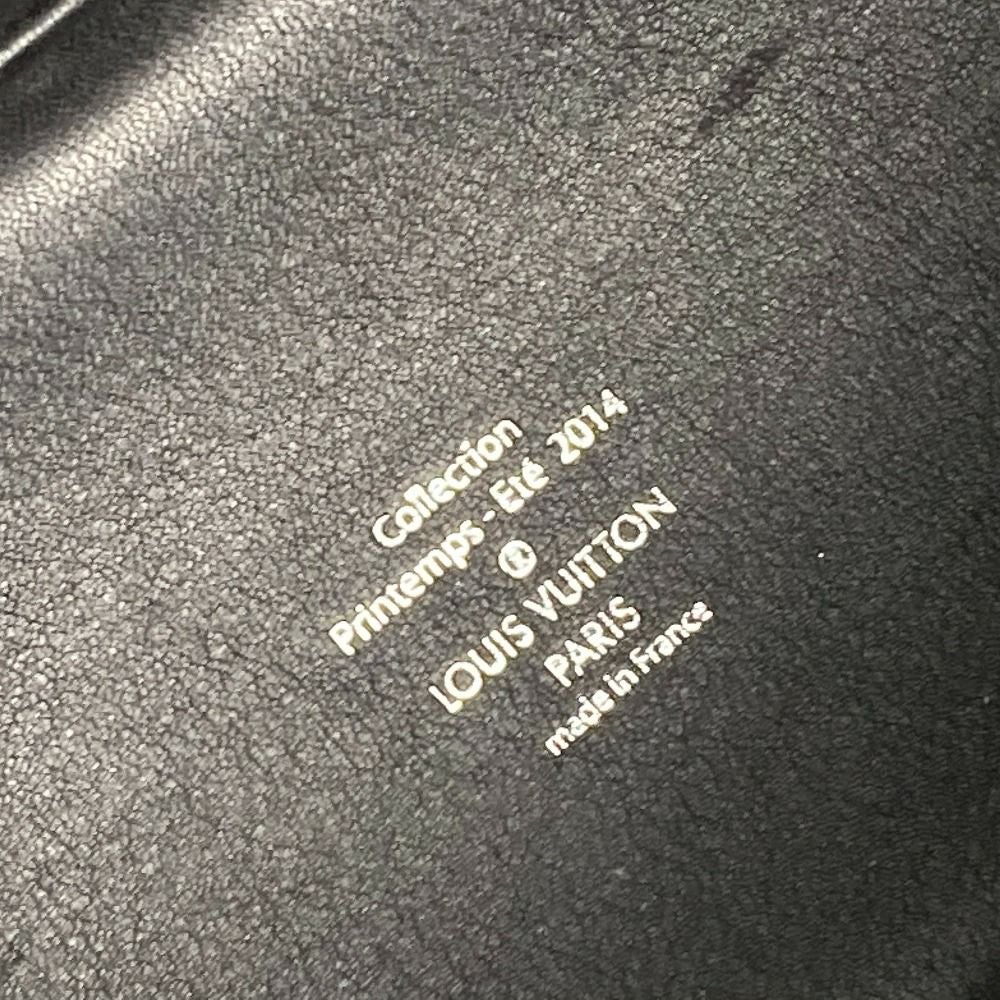 Collection
Printemps - Eté 2014
®
LOUIS VUITTON
PARIS
made in France